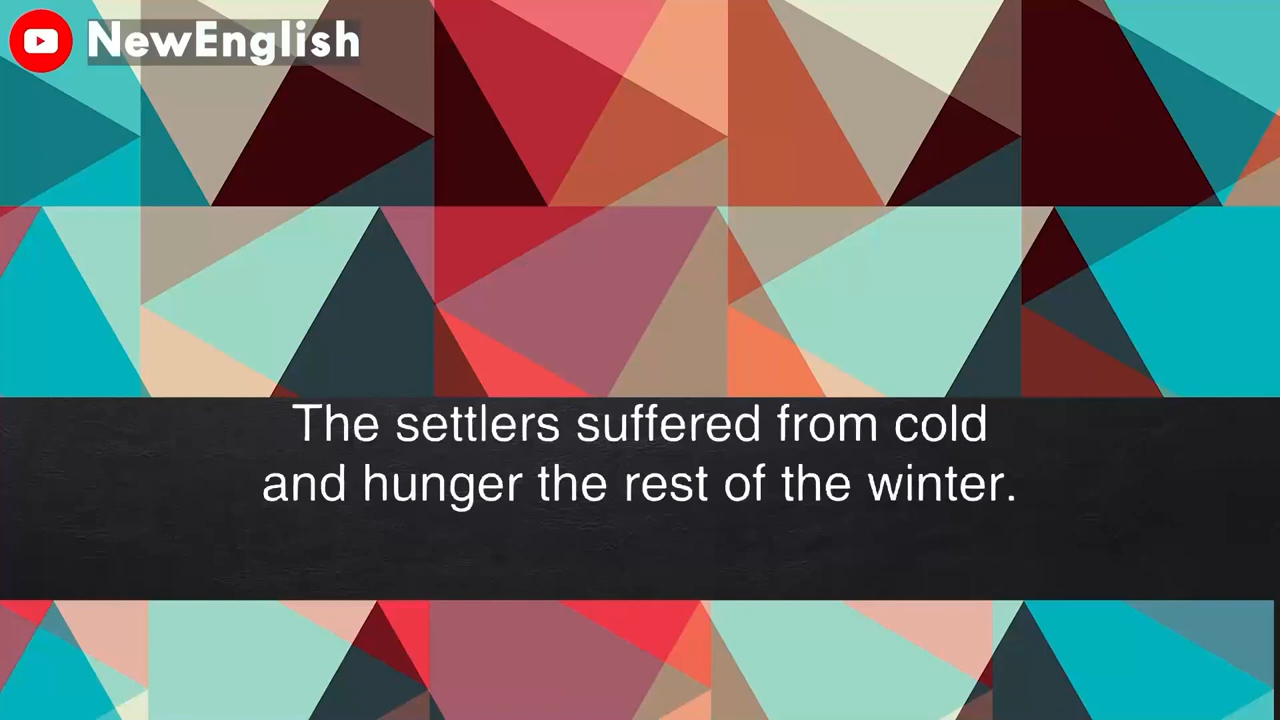 NewEnglish
The settlers suffered from cold
and hunger the rest of the winter.